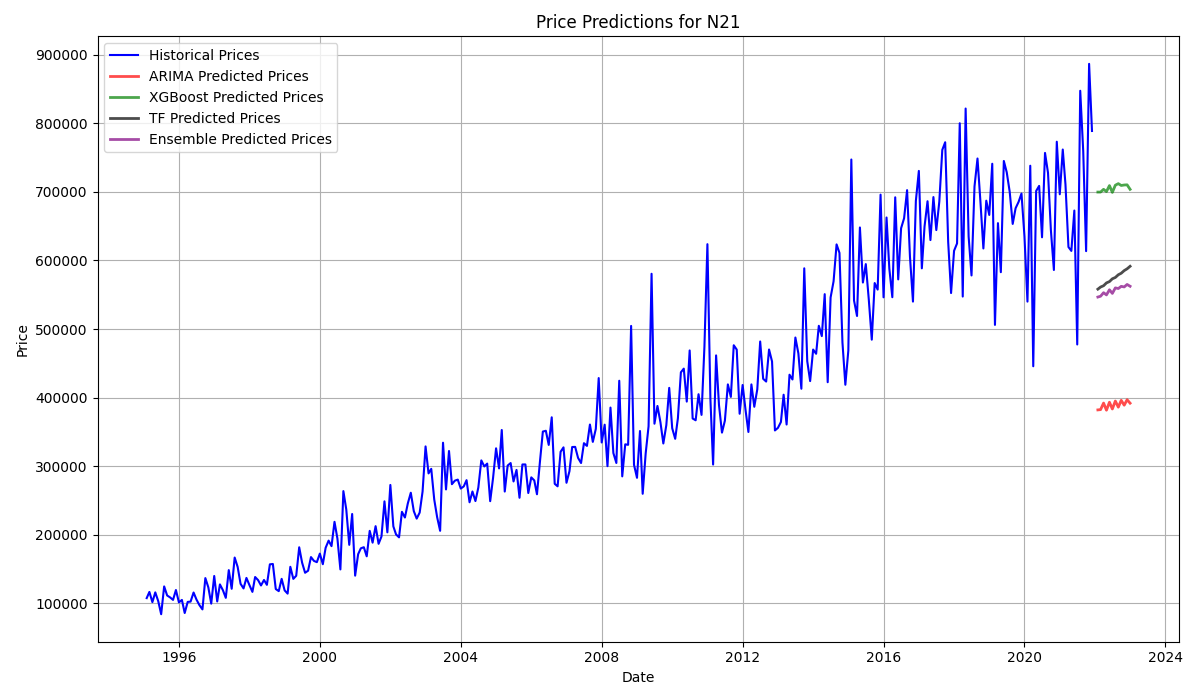 Price Predictions for N21
Historical Prices
ARIMA Predicted Prices
XGBoost Predicted Prices
TF Predicted Prices
Ensemble Predicted Prices
Price
900000
800000
700000
600000
500000
400000
300000
200000
100000
1996
2000
2004
2008
2012
2016
2020
2024
Date